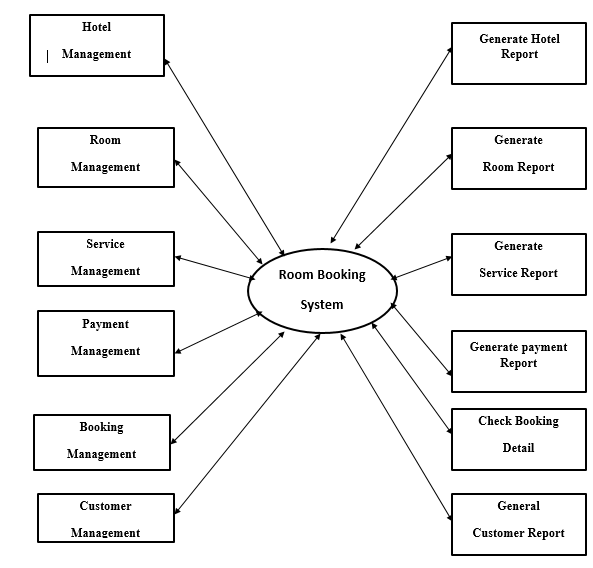 Hotel
Management
Room
Management
Service
Management
Payment
Management
Booking
Management
Customer
Management
Room Booking
System
Generate Hotel
Report
Generate
Room Report
Generate
Service Report
Generate payment
Report
Check Booking
Detail
General
Customer Report